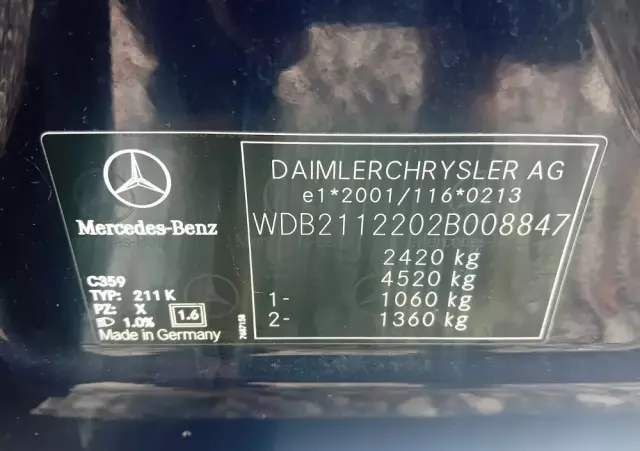 Mercedes-Benz
C359
TYP: 211 K
PZ: X
1.0% 1.6
Made in Germany
7487158
DAIMLERCHRYSLER AG
e1*2001/116*0213
WDB2112202B008847
2420 kg
4520 kg
1- 1060 kg
2- 1360 kg